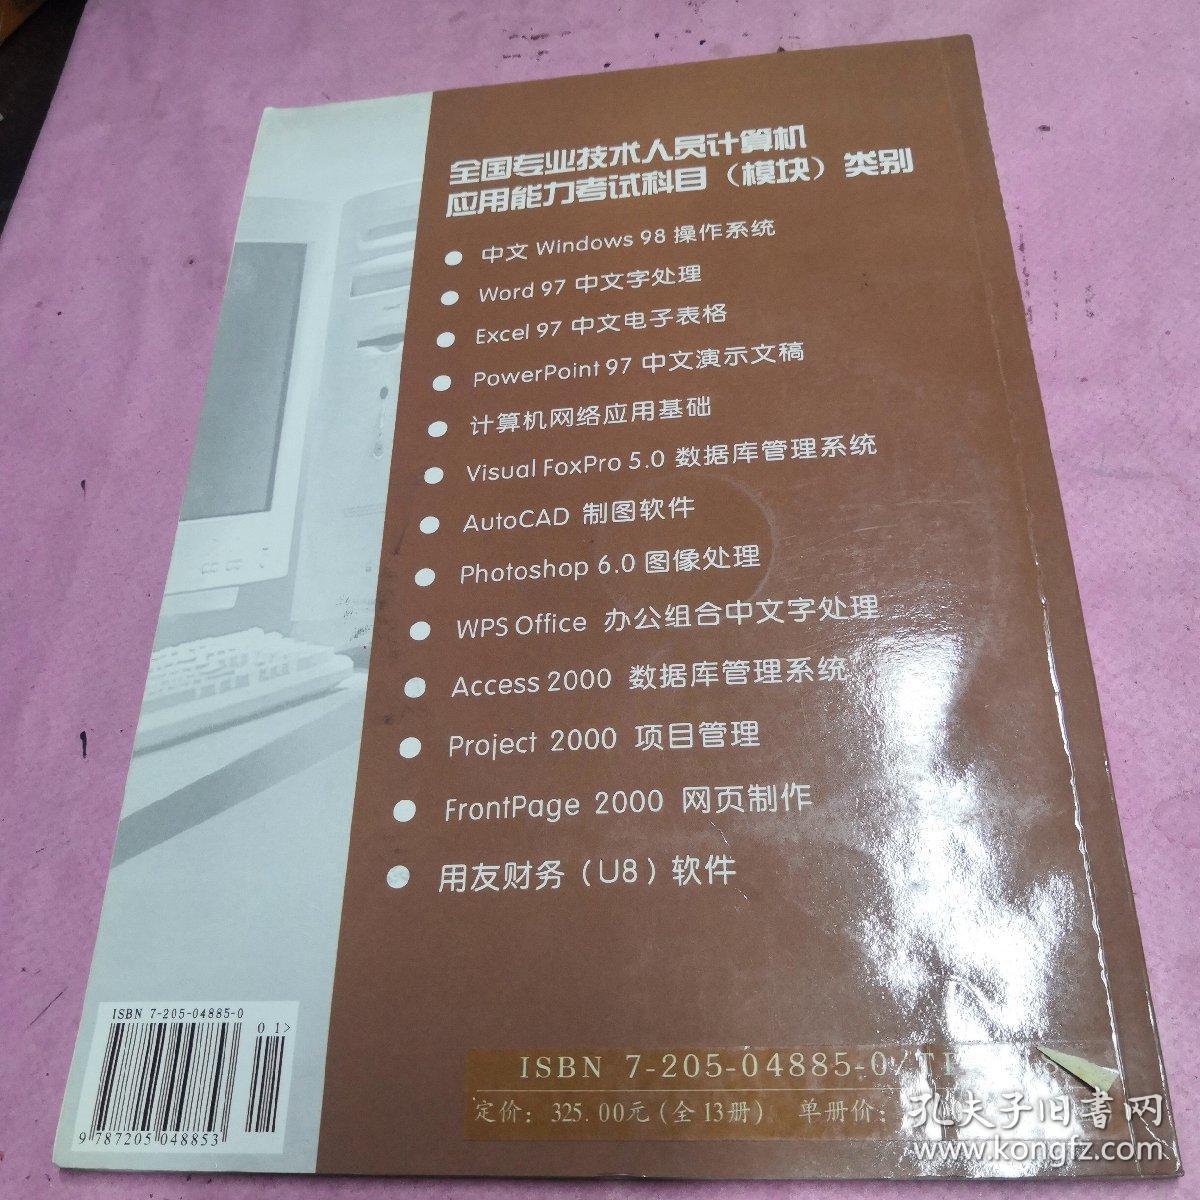 全国专业技术人员计算机
应用能力考试科目（模块）类别
● 中文 Windows 98 操作系统
● Word 97 中文字处理
● Excel 97 中文电子表格
● PowerPoint 97 中文演示文稿
● 计算机网络应用基础
● Visual FoxPro 5.0 数据库管理系统
● AutoCAD 制图软件
● Photoshop 6.0 图像处理
● WPS Office 办公组合中文字处理
● Access 2000 数据库管理系统
● Project 2000 项目管理
● FrontPage 2000 网页制作
● 用友财务（U8）软件
ISBN 7-205-04885-0
01>
9 787205 048853
ISBN 7-205-04885-0/
定价：325.00元（全13册） 单册价：
孔夫子旧书网
www.kongfz.com